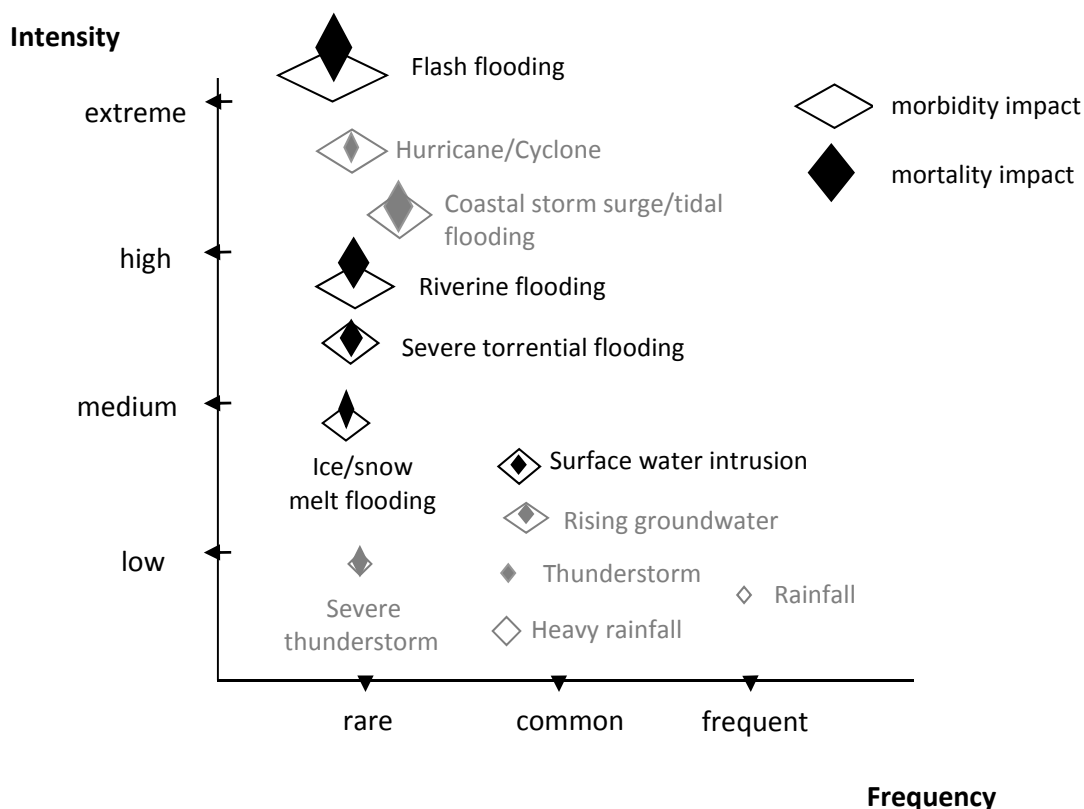 Intensity
Flash flooding
extreme
morbidity impact
Hurricane/Cyclone
mortality impact
Coastal storm surge/tidal
flooding
high
Riverine flooding
Severe torrential flooding
medium
Ice/snow
melt flooding
Surface water intrusion
Rising groundwater
low
Thunderstorm
Rainfall
Severe
thunderstorm
Heavy rainfall
rare
common
frequent
Frequency